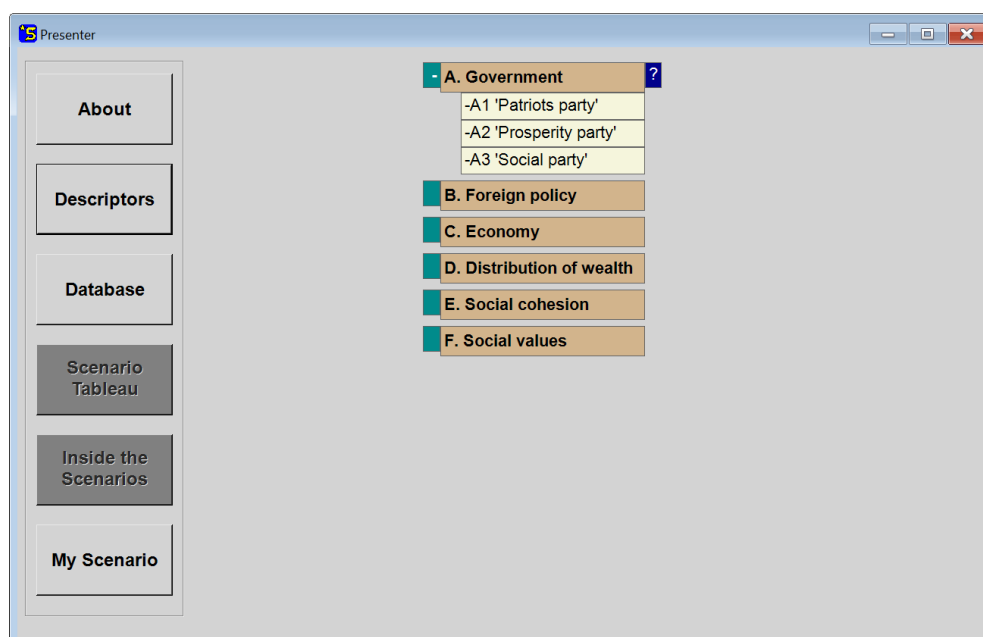 Presenter
About
Descriptors
Database
Scenario
Tableau
Inside the
Scenarios
My Scenario
- A. Government ?
-A1 'Patriots party'
-A2 'Prosperity party'
-A3 'Social party'
B. Foreign policy
C. Economy
D. Distribution of wealth
E. Social cohesion
F. Social values